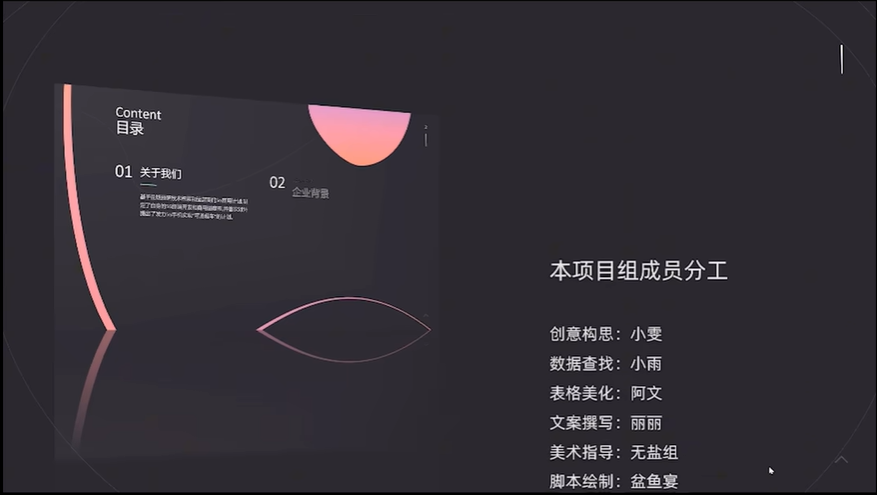 Content
目录
01 关于我们
02 企业背景
本项目组成员分工
创意构思：小雯
数据查找：小雨
表格美化：阿文
文案撰写：丽丽
美术指导：无盐组
脚本绘制：盆鱼宴